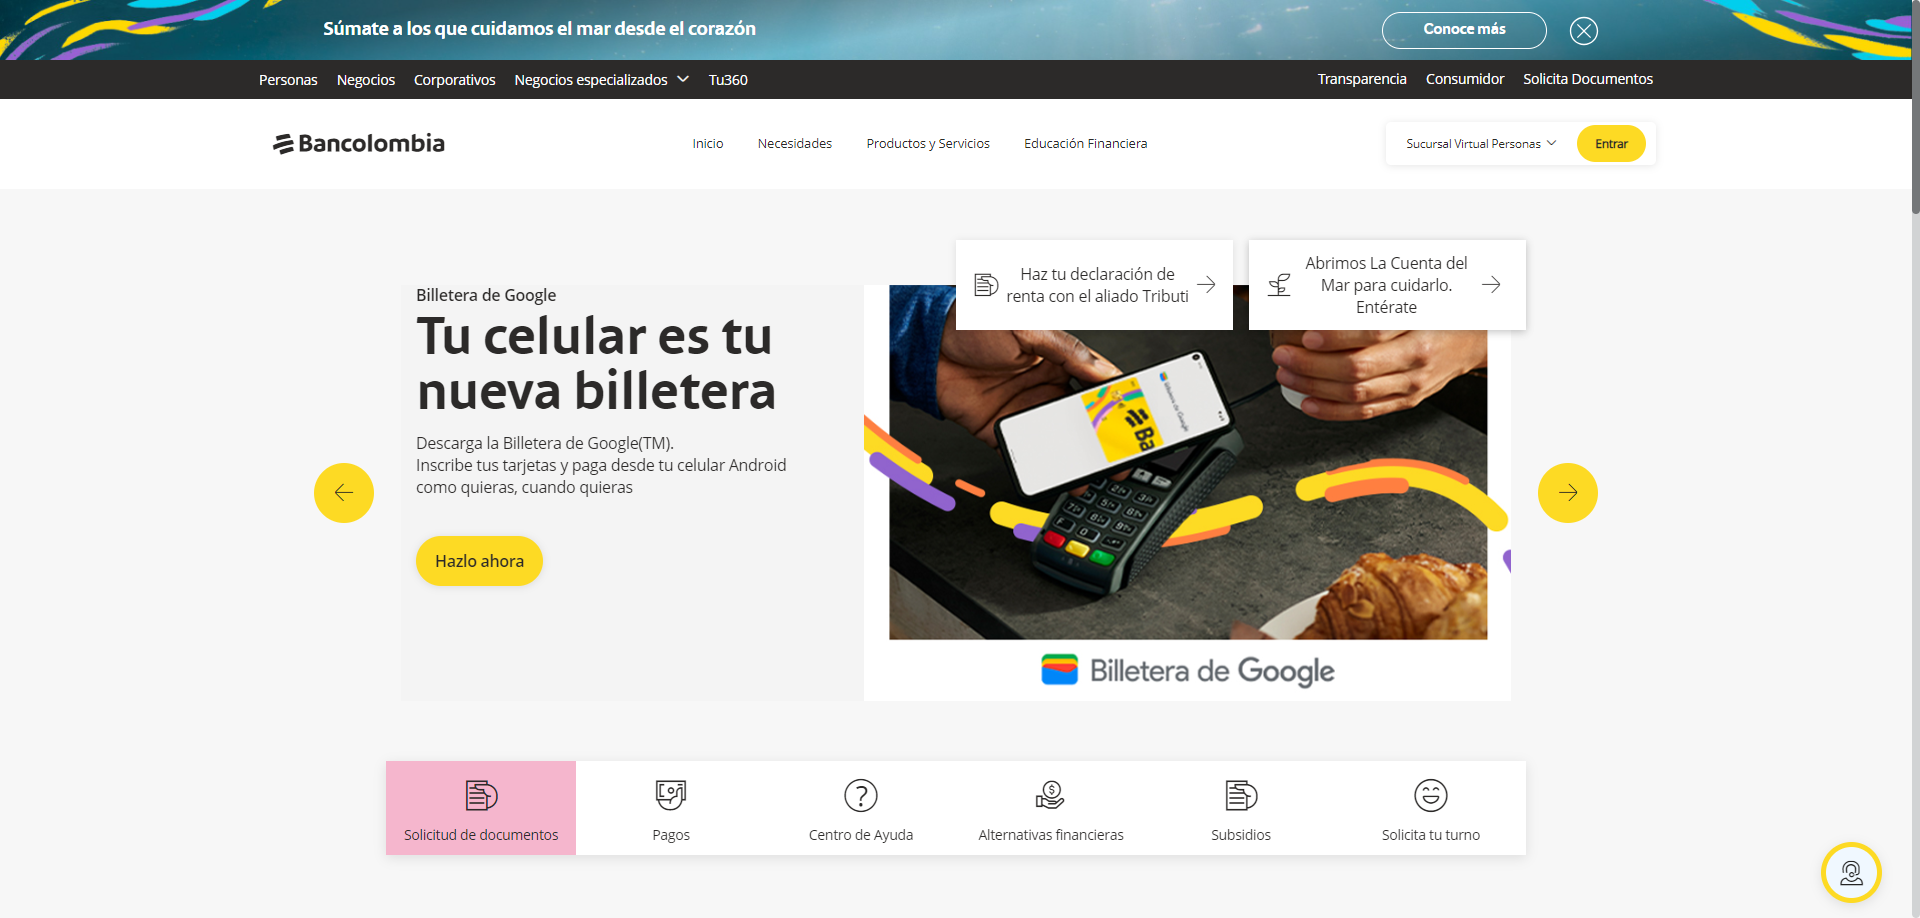 Súmate a los que cuidamos el mar desde el corazón
Conoce más
Personas Negocios Corporativos Negocios especializados Tu360
Transparencia Consumidor Solicita Documentos
Bancolombia
Inicio Necesidades Productos y Servicios Educación Financiera
Sucursal Virtual Personas Entrar
Haz tu declaración de
renta con el aliado Tributi
Abrimos La Cuenta del
Mar para cuidarlo.
Entérate
Billetera de Google
Tu celular es tu
nueva billetera
Descarga la Billetera de Google(TM).
Inscribe tus tarjetas y paga desde tu celular Android
como quieras, cuando quieras
Hazlo ahora
Billetera de Google
Solicitud de documentos
Pagos
Centro de Ayuda
Alternativas financieras
Subsidios
Solicita tu turno